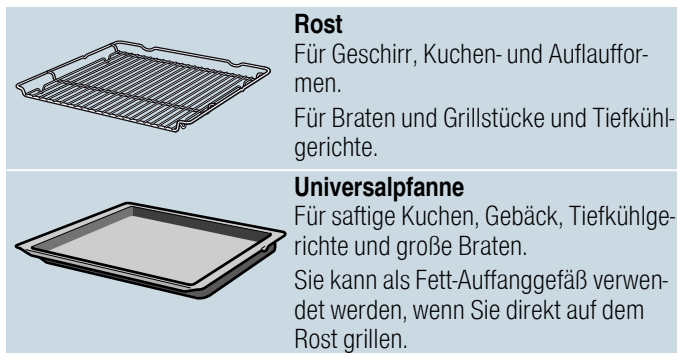 Rost
Für Geschirr, Kuchen- und Auflauffor-
men.
Für Braten und Grillstücke und Tiefkühl-
gerichte.
Universalpfanne
Für saftige Kuchen, Gebäck, Tiefkühlge-
richte und große Braten.
Sie kann als Fett-Auffanggefäß verwen-
det werden, wenn Sie direkt auf dem
Rost grillen.